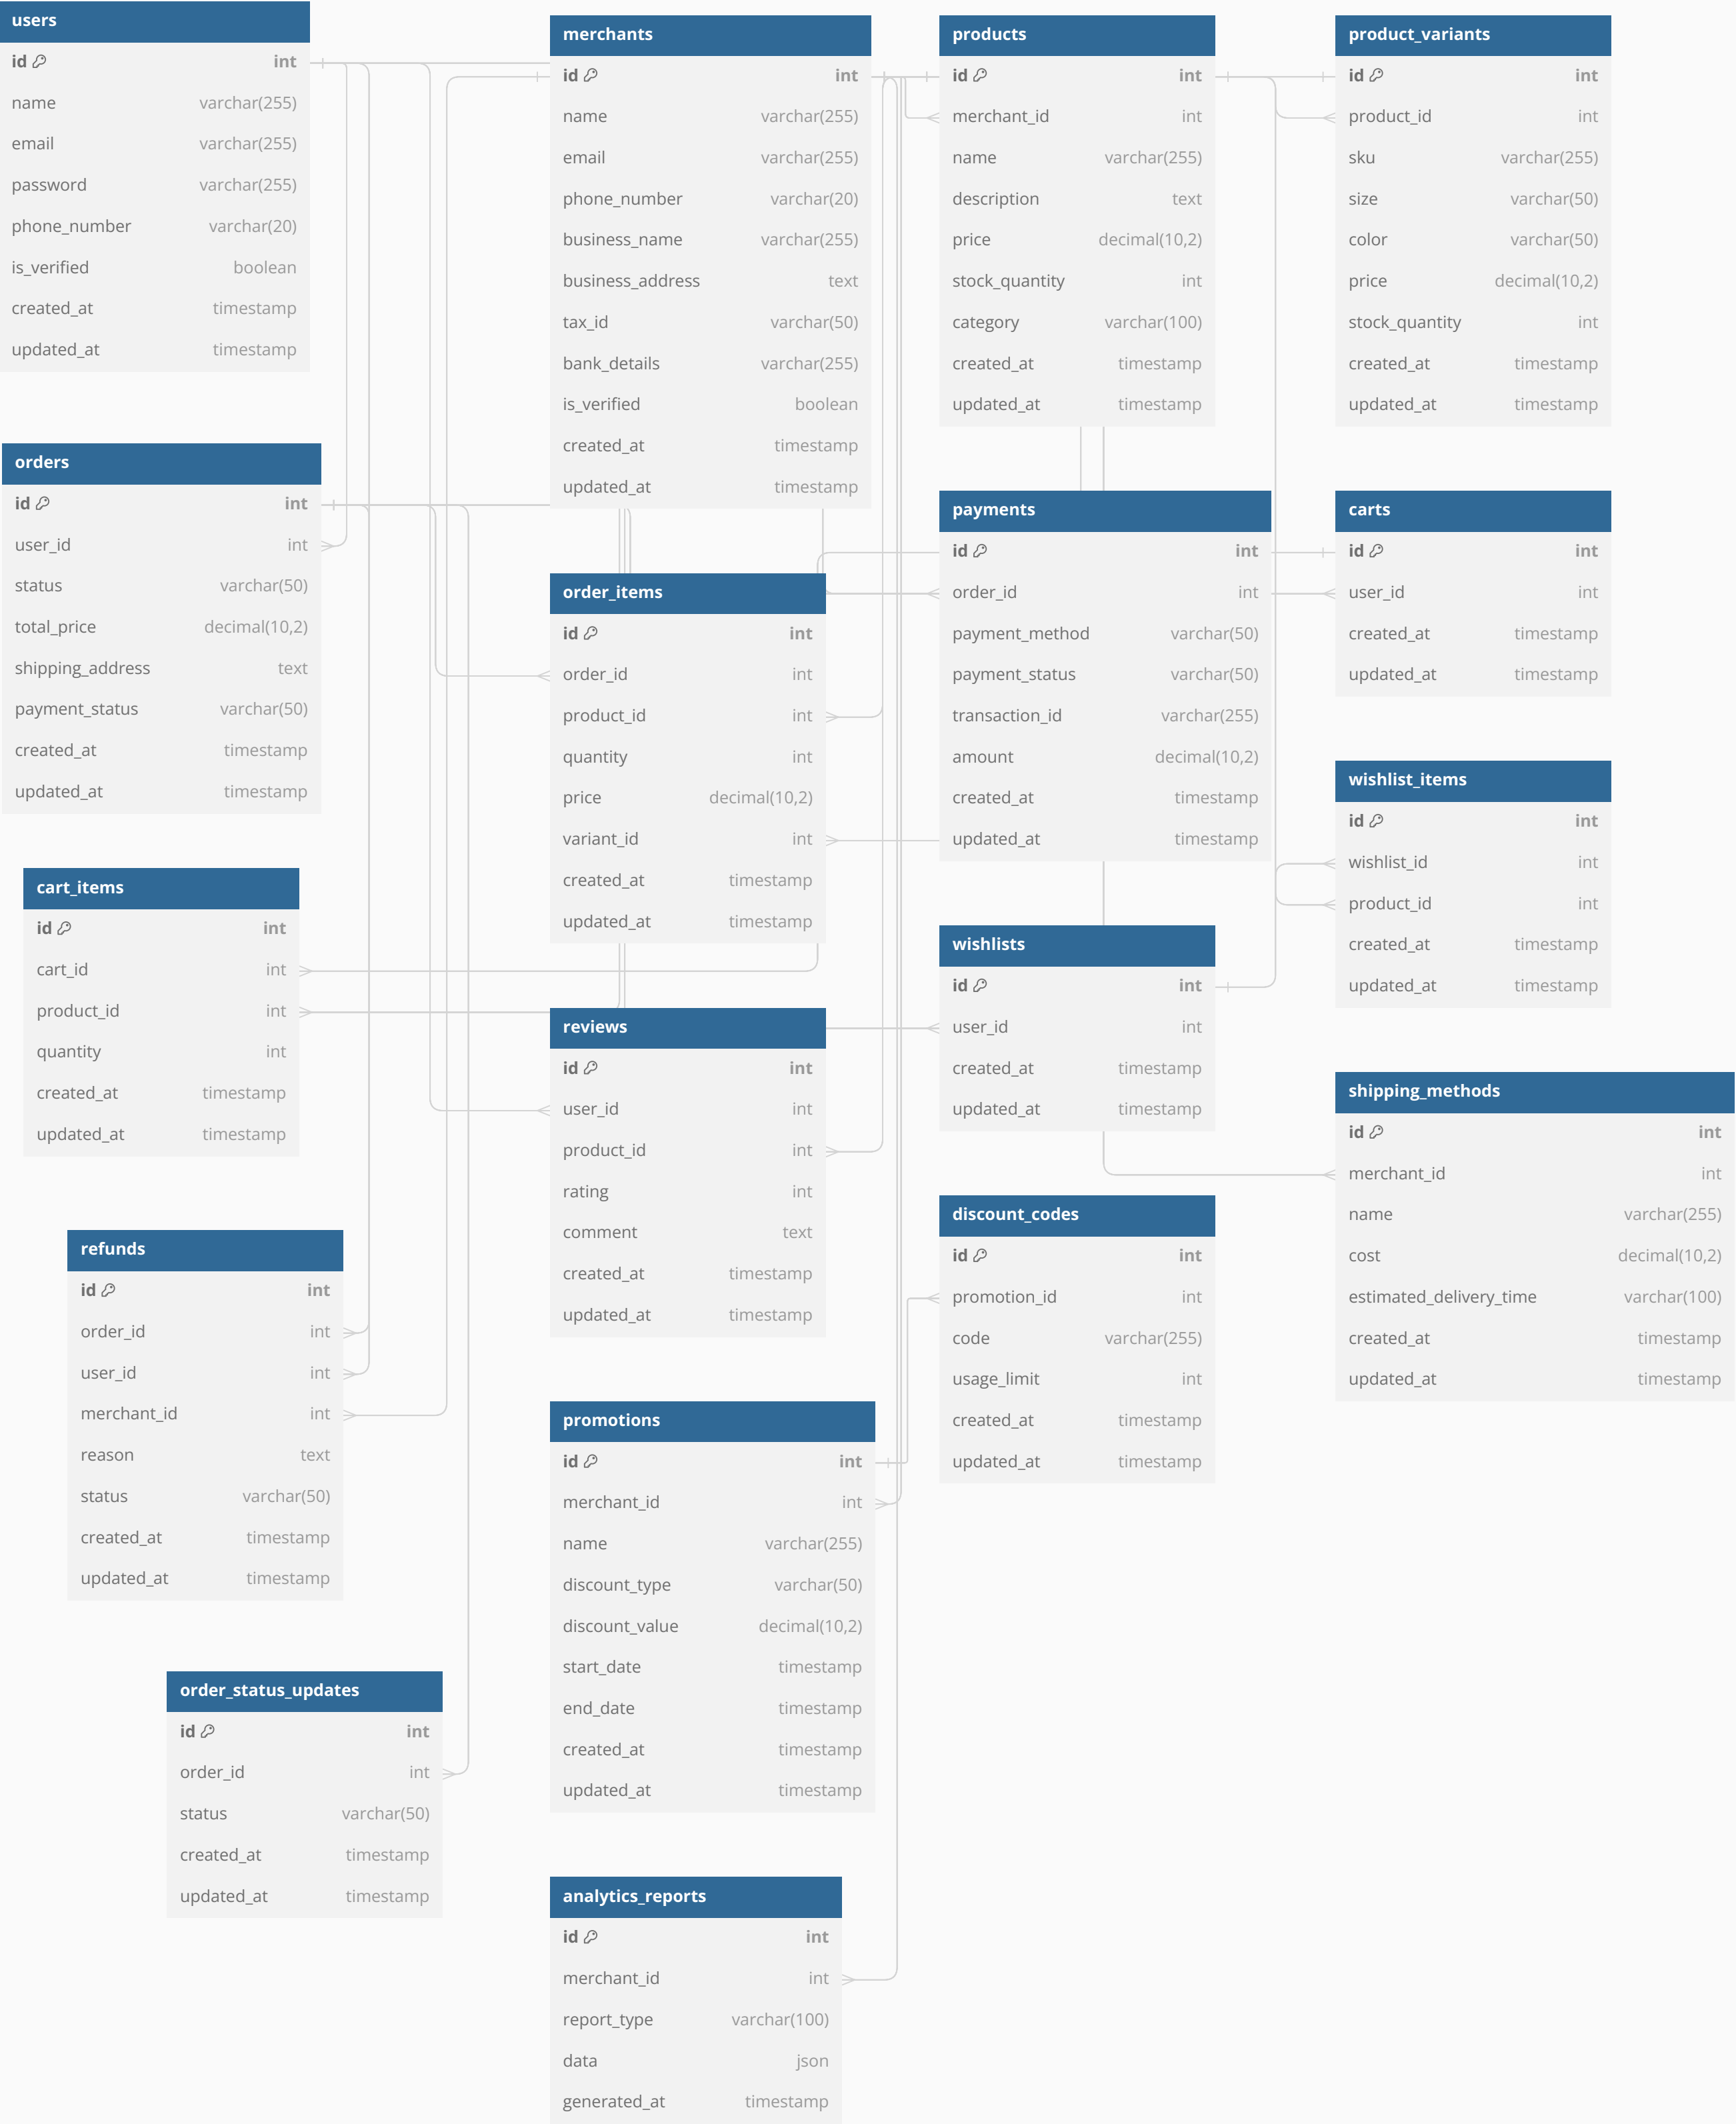 users
id int
name varchar(255)
email varchar(255)
password varchar(255)
phone_number varchar(20)
is_verified boolean
created_at timestamp
updated_at timestamp
merchants
id int
name varchar(255)
email varchar(255)
phone_number varchar(20)
business_name varchar(255)
business_address text
tax_id varchar(50)
bank_details varchar(255)
is_verified boolean
created_at timestamp
updated_at timestamp
products
id int
merchant_id int
name varchar(255)
description text
price decimal(10,2)
stock_quantity int
category varchar(100)
created_at timestamp
updated_at timestamp
product_variants
id int
product_id int
sku varchar(255)
size varchar(50)
color varchar(50)
price decimal(10,2)
stock_quantity int
created_at timestamp
updated_at timestamp
orders
id int
user_id int
status varchar(50)
total_price decimal(10,2)
shipping_address text
payment_status varchar(50)
created_at timestamp
updated_at timestamp
order_items
id int
order_id int
product_id int
quantity int
price decimal(10,2)
variant_id int
created_at timestamp
updated_at timestamp
payments
id int
order_id int
payment_method varchar(50)
payment_status varchar(50)
transaction_id varchar(255)
amount decimal(10,2)
created_at timestamp
updated_at timestamp
carts
id int
user_id int
created_at timestamp
updated_at timestamp
wishlist_items
id int
wishlist_id int
product_id int
created_at timestamp
updated_at timestamp
cart_items
id int
cart_id int
product_id int
quantity int
created_at timestamp
updated_at timestamp
reviews
id int
user_id int
product_id int
rating int
comment text
created_at timestamp
updated_at timestamp
wishlists
id int
user_id int
created_at timestamp
updated_at timestamp
shipping_methods
id int
merchant_id int
name varchar(255)
cost decimal(10,2)
estimated_delivery_time varchar(100)
created_at timestamp
updated_at timestamp
refunds
id int
order_id int
user_id int
merchant_id int
reason text
status varchar(50)
created_at timestamp
updated_at timestamp
discount_codes
id int
promotion_id int
code varchar(255)
usage_limit int
created_at timestamp
updated_at timestamp
promotions
id int
merchant_id int
name varchar(255)
discount_type varchar(50)
discount_value decimal(10,2)
start_date timestamp
end_date timestamp
created_at timestamp
updated_at timestamp
order_status_updates
id int
order_id int
status varchar(50)
created_at timestamp
updated_at timestamp
analytics_reports
id int
merchant_id int
report_type varchar(100)
data json
generated_at timestamp